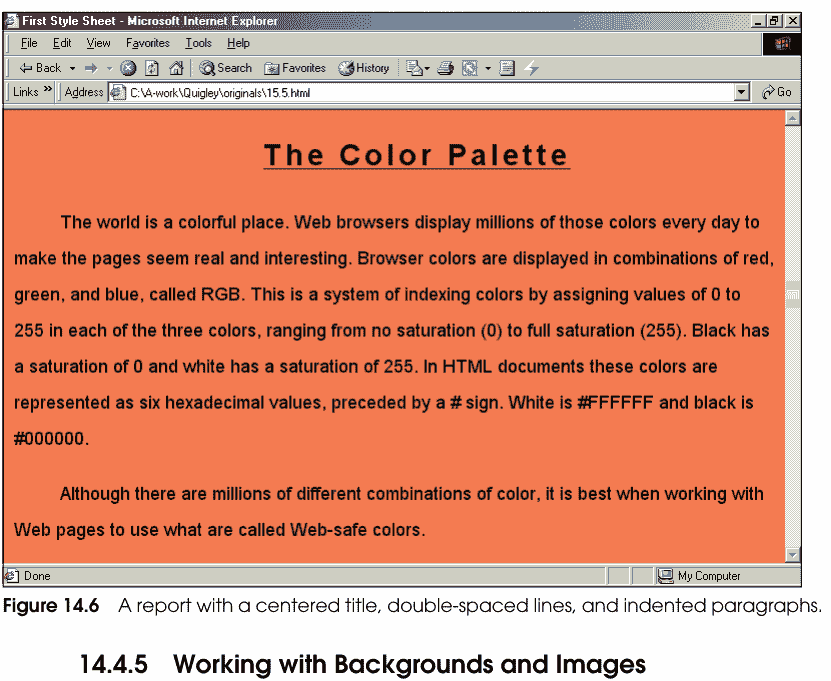 First Style Sheet - Microsoft Internet Explorer
File Edit View Favorites Tools Help
Back Search Favorites History
Links » Address C:\A-work\Quigley\originals\15.5.html Go
The Color Palette
The world is a colorful place. Web browsers display millions of those colors every day to
make the pages seem real and interesting. Browser colors are displayed in combinations of red,
green, and blue, called RGB. This is a system of indexing colors by assigning values of 0 to
255 in each of the three colors, ranging from no saturation (0) to full saturation (255). Black has
a saturation of 0 and white has a saturation of 255. In HTML documents these colors are
represented as six hexadecimal values, preceded by a # sign. White is #FFFFFF and black is
#000000.
Although there are millions of different combinations of color, it is best when working with
Web pages to use what are called Web-safe colors.
Done My Computer
Figure 14.6 A report with a centered title, double-spaced lines, and indented paragraphs.
14.4.5 Working with Backgrounds and Images